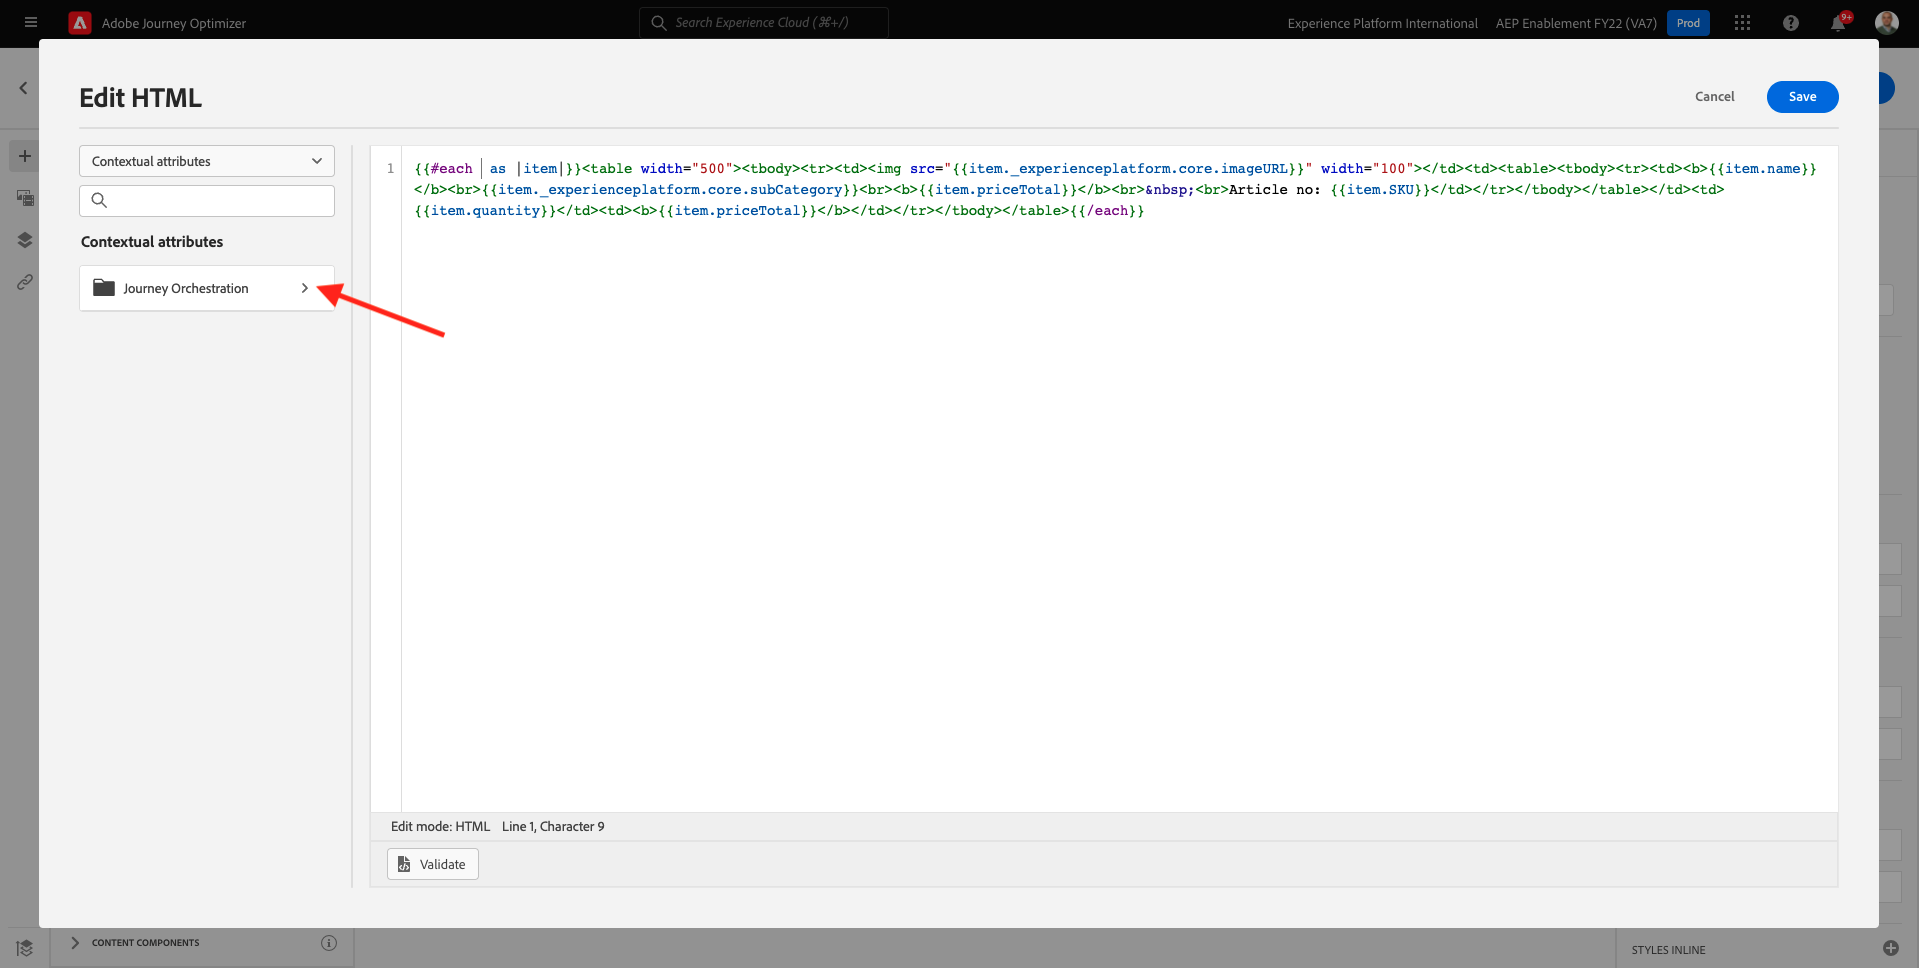 Adobe Journey Optimizer
Search Experience Cloud (⌘+/)
Experience Platform International
AEP Enablement FY22 (VA7)
Prod
9+
Edit HTML
Cancel
Save
Contextual attributes
Contextual attributes
Journey Orchestration
1
{{#each  as |item|}}<table width="500"><tbody><tr><td><img src="{{item._experienceplatform.core.imageURL}}" width="100"></td><td><table><tbody><tr><td><b>{{item.name}}
</b><br>{{item._experienceplatform.core.subCategory}}<br><b>{{item.priceTotal}}</b><br>&nbsp;<br>Article no: {{item.SKU}}</td></tr></tbody></table></td><td>
{{item.quantity}}</td><td><b>{{item.priceTotal}}</b></td></tr></tbody></table>{{/each}}
Edit mode: HTML Line 1, Character 9
Validate
CONTENT COMPONENTS
STYLES INLINE